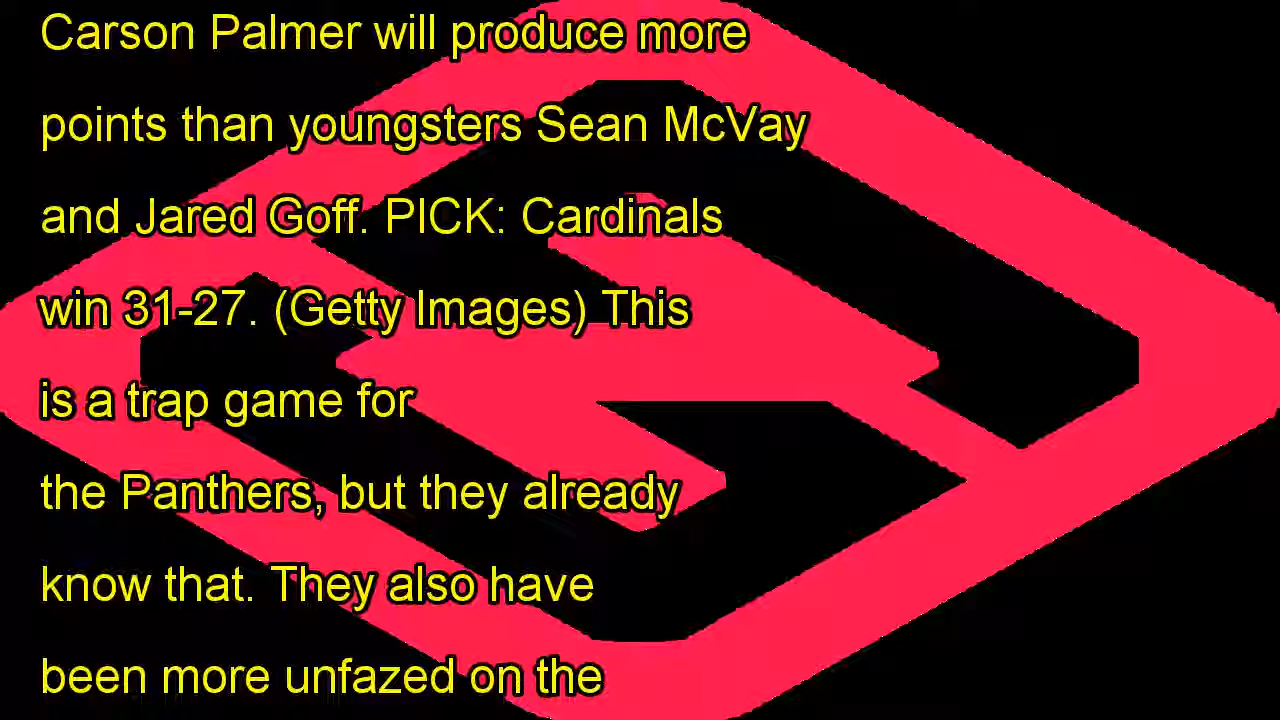 Carson Palmer will produce more
points than youngsters Sean McVay
and Jared Goff. PICK: Cardinals
win 31-27. (Getty Images) This
is a trap game for
the Panthers, but they already
know that. They also have
been more unfazed on the